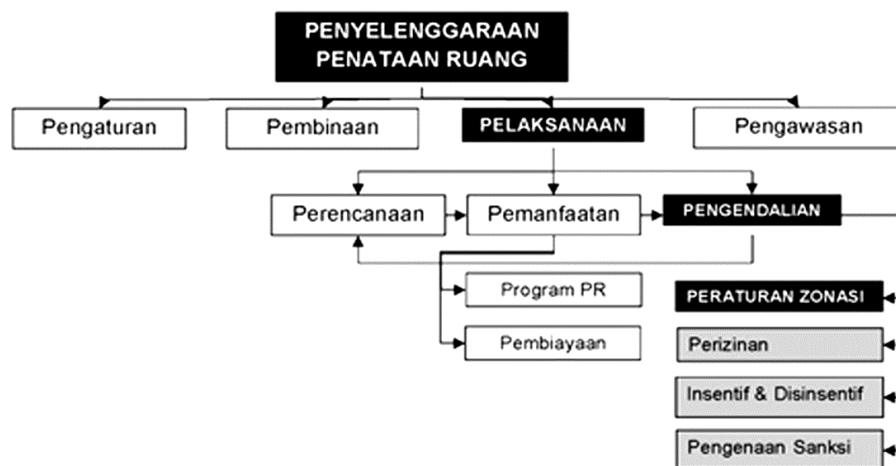 PENYELENGGARAAN
PENATAAN RUANG
Pengaturan
Pembinaan
PELAKSANAAN
Pengawasan
Perencanaan
Pemanfaatan
PENGENDALIAN
Program PR
Pembiayaan
PERATURAN ZONASI
Perizinan
Insentif & Disinsentif
Pengenaan Sanksi